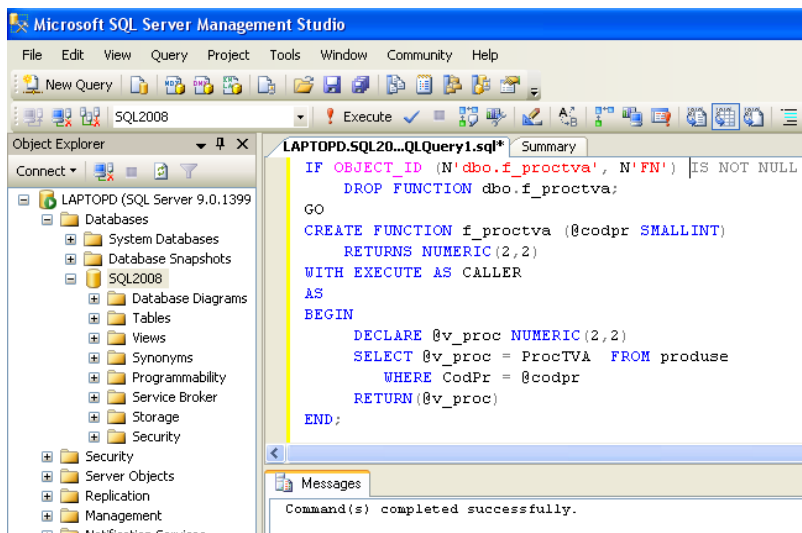 Microsoft SQL Server Management Studio
File Edit View Query Project Tools Window Community Help
New Query
SQL2008 Execute
Object Explorer
Connect
LAPTOPD (SQL Server 9.0.1399
Databases
System Databases
Database Snapshots
SQL2008
Database Diagrams
Tables
Views
Synonyms
Programmability
Service Broker
Storage
Security
Security
Server Objects
Replication
Management
Notification Services
LAPTOPD.SQL20...QLQuery1.sql* Summary
IF OBJECT_ID (N'dbo.f_proctva', N'FN') IS NOT NULL
DROP FUNCTION dbo.f_proctva;
GO
CREATE FUNCTION f_proctva (@codpr SMALLINT)
RETURNS NUMERIC(2,2)
WITH EXECUTE AS CALLER
AS
BEGIN
DECLARE @v_proc NUMERIC(2,2)
SELECT @v_proc = ProcTVA FROM produse
WHERE CodPr = @codpr
RETURN(@v_proc)
END;
Messages
Command(s) completed successfully.